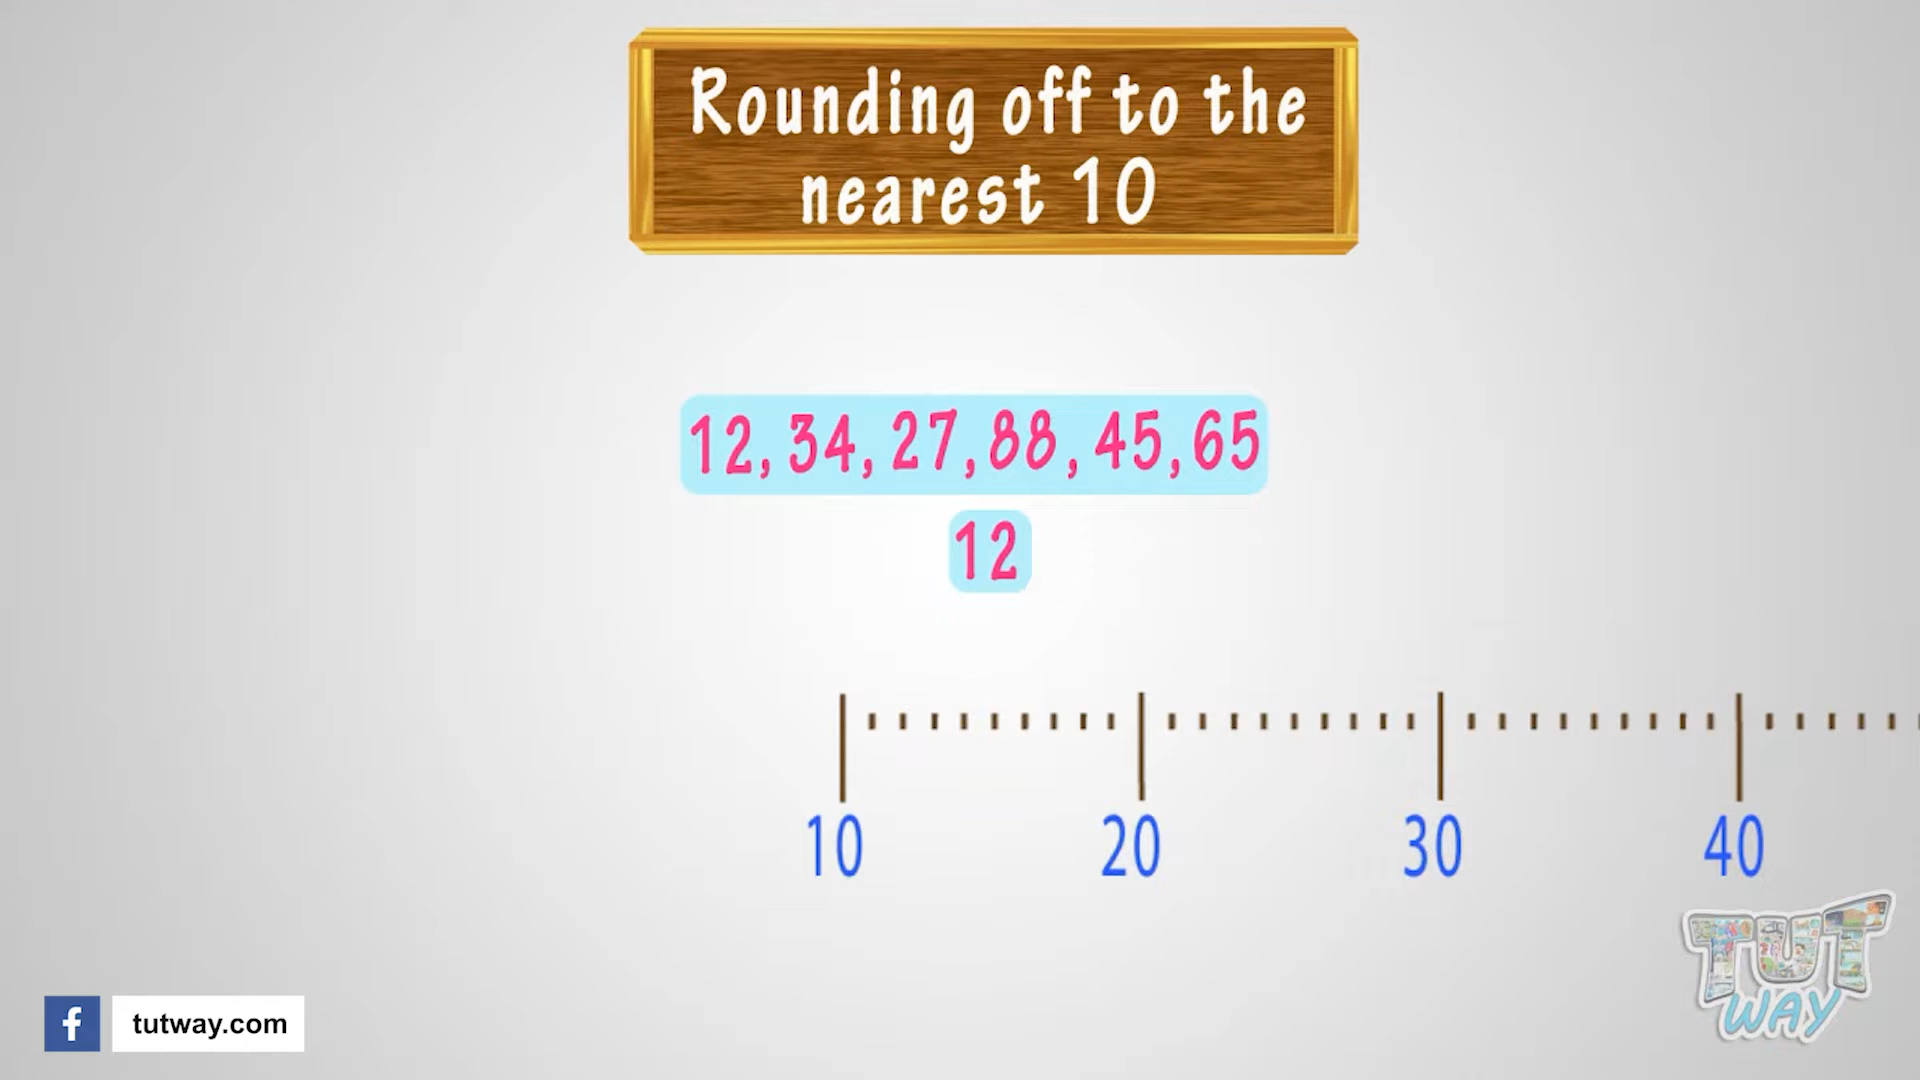 Rounding off to the
nearest 10
12, 34, 27, 88, 45, 65
12
10 20 30 40
TUT
WAY
f tutway.com